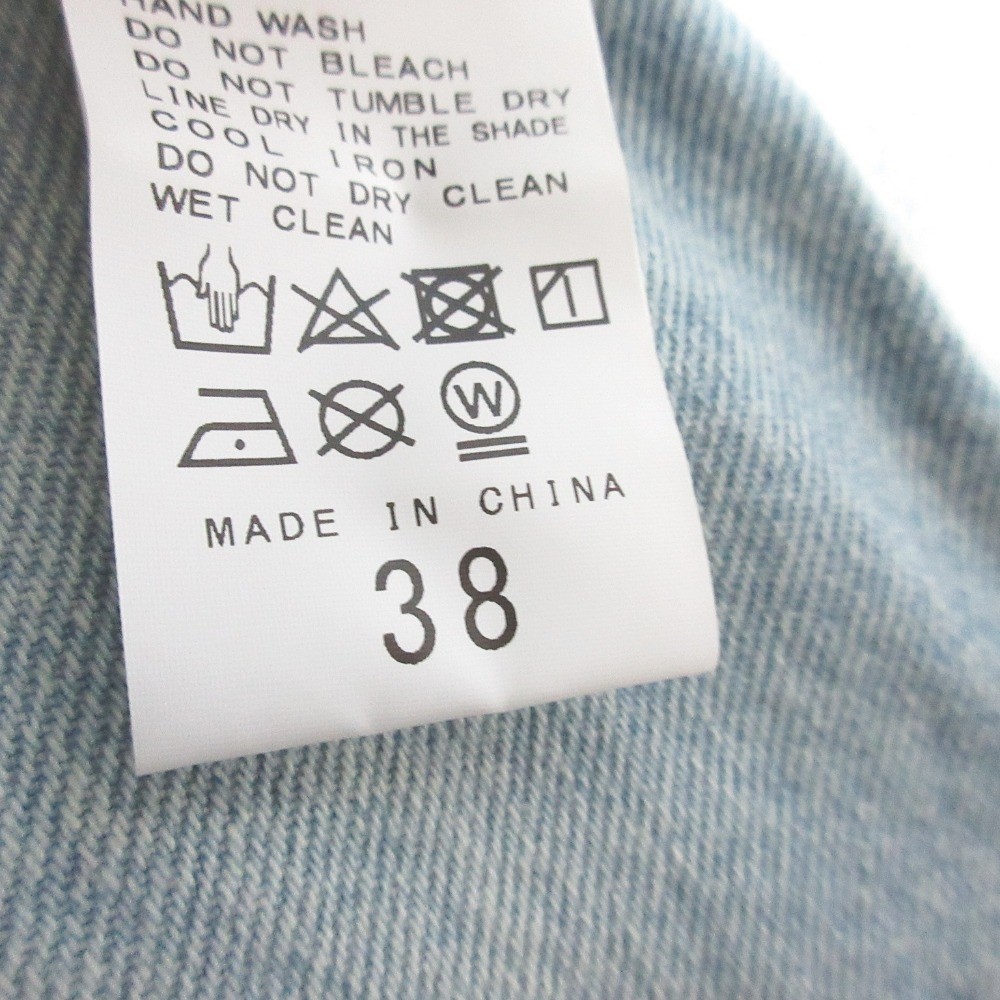 HAND WASH
DO NOT BLEACH
DO NOT TUMBLE DRY
LINE DRY IN THE SHADE
COOL IRON
DO NOT DRY CLEAN
WET CLEAN
W
MADE IN CHINA
38